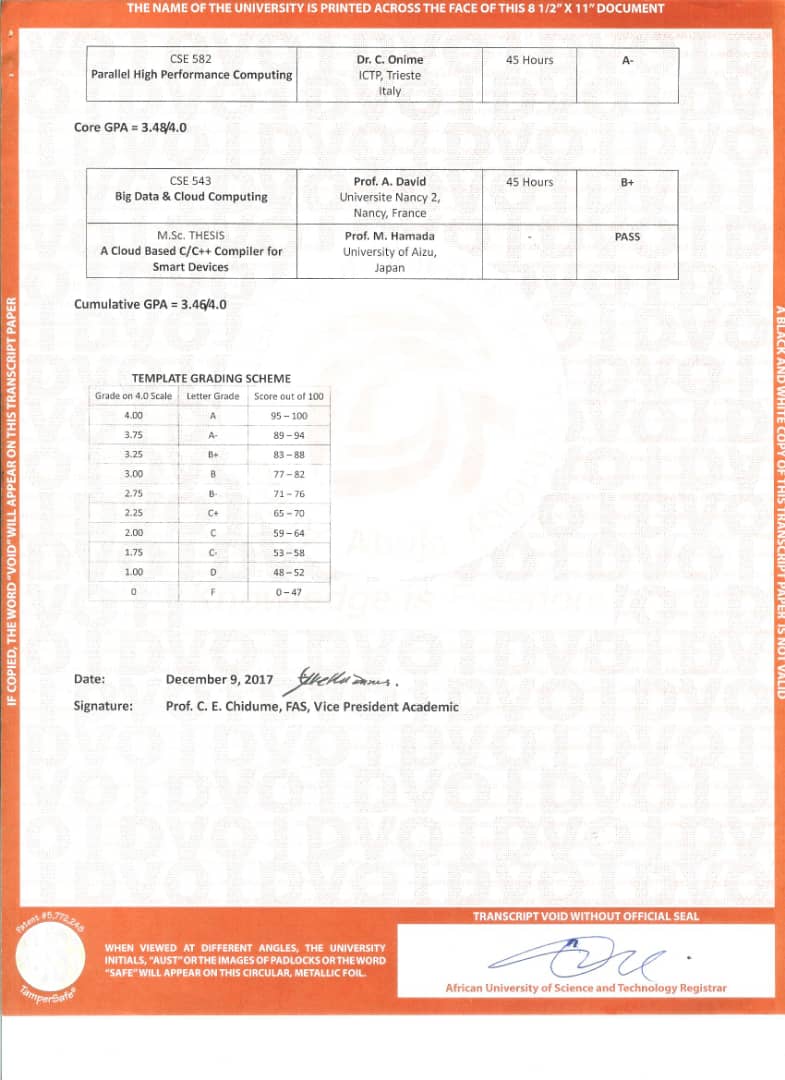 THE NAME OF THE UNIVERSITY IS PRINTED ACROSS THE FACE OF THIS 8 1/2" X 11" DOCUMENT
CSE 582
Parallel High Performance Computing
Dr. C. Onime
ICTP, Trieste
Italy
45 Hours
A-
Core GPA = 3.48/4.0
CSE 543
Big Data & Cloud Computing
Prof. A. David
Universite Nancy 2,
Nancy, France
45 Hours
B+
M.Sc. THESIS
A Cloud Based C/C++ Compiler for
Smart Devices
Prof. M. Hamada
University of Aizu,
Japan
-
PASS
Cumulative GPA = 3.46/4.0
TEMPLATE GRADING SCHEME
Grade on 4.0 Scale Letter Grade Score out of 100
4.00 A 95 – 100
3.75 A- 89 – 94
3.25 B+ 83 – 88
3.00 B 77 – 82
2.75 B- 71 – 76
2.25 C+ 65 – 70
2.00 C 59 – 64
1.75 C- 53 – 58
1.00 D 48 – 52
0 F 0 – 47
Date: December 9, 2017
Signature: Prof. C. E. Chidume, FAS, Vice President Academic
IF COPIED, THE WORD "VOID" WILL APPEAR ON THIS TRANSCRIPT PAPER
A BLACK AND WHITE COPY OF THIS TRANSCRIPT PAPER IS NOT VALID
Patent #5,772,248
TamperSafe®
WHEN VIEWED AT DIFFERENT ANGLES, THE UNIVERSITY
INITIALS, "AUST" OR THE IMAGES OF PADLOCKS OR THE WORD
"SAFE" WILL APPEAR ON THIS CIRCULAR, METALLIC FOIL.
TRANSCRIPT VOID WITHOUT OFFICIAL SEAL
African University of Science and Technology Registrar